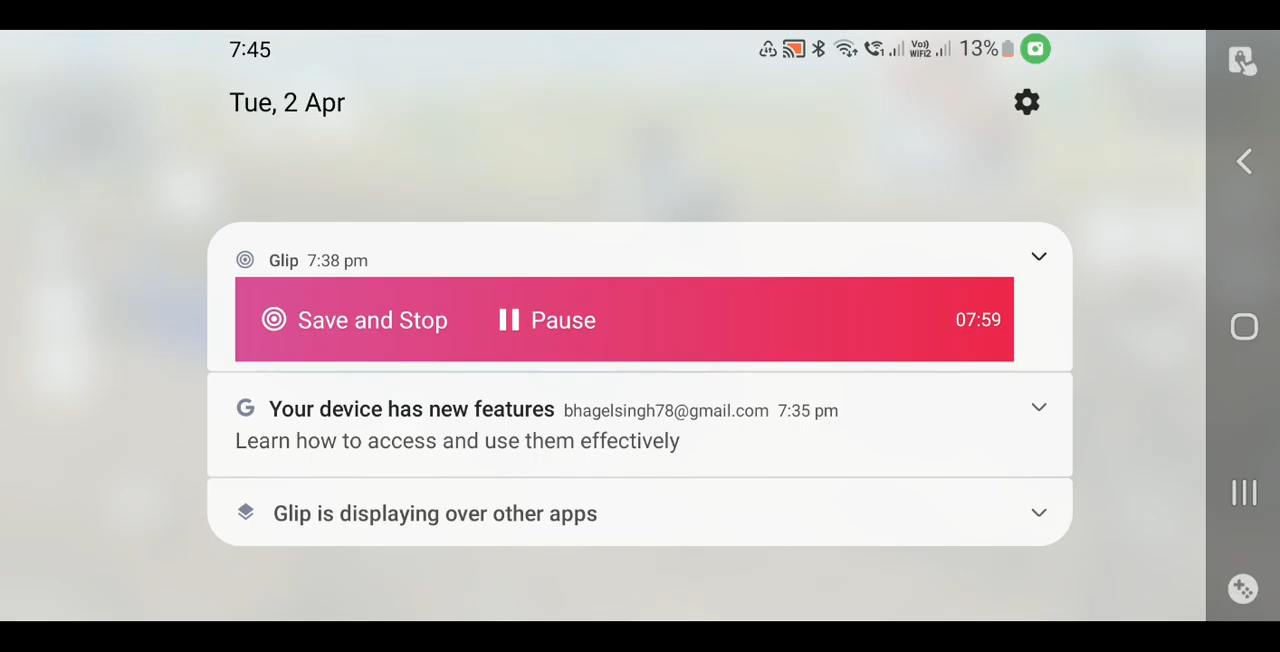 7:45
Vo)) WiFi2 13%
Tue, 2 Apr
Glip 7:38 pm
Save and Stop Pause 07:59
G Your device has new features bhagelsingh78@gmail.com 7:35 pm
Learn how to access and use them effectively
Glip is displaying over other apps